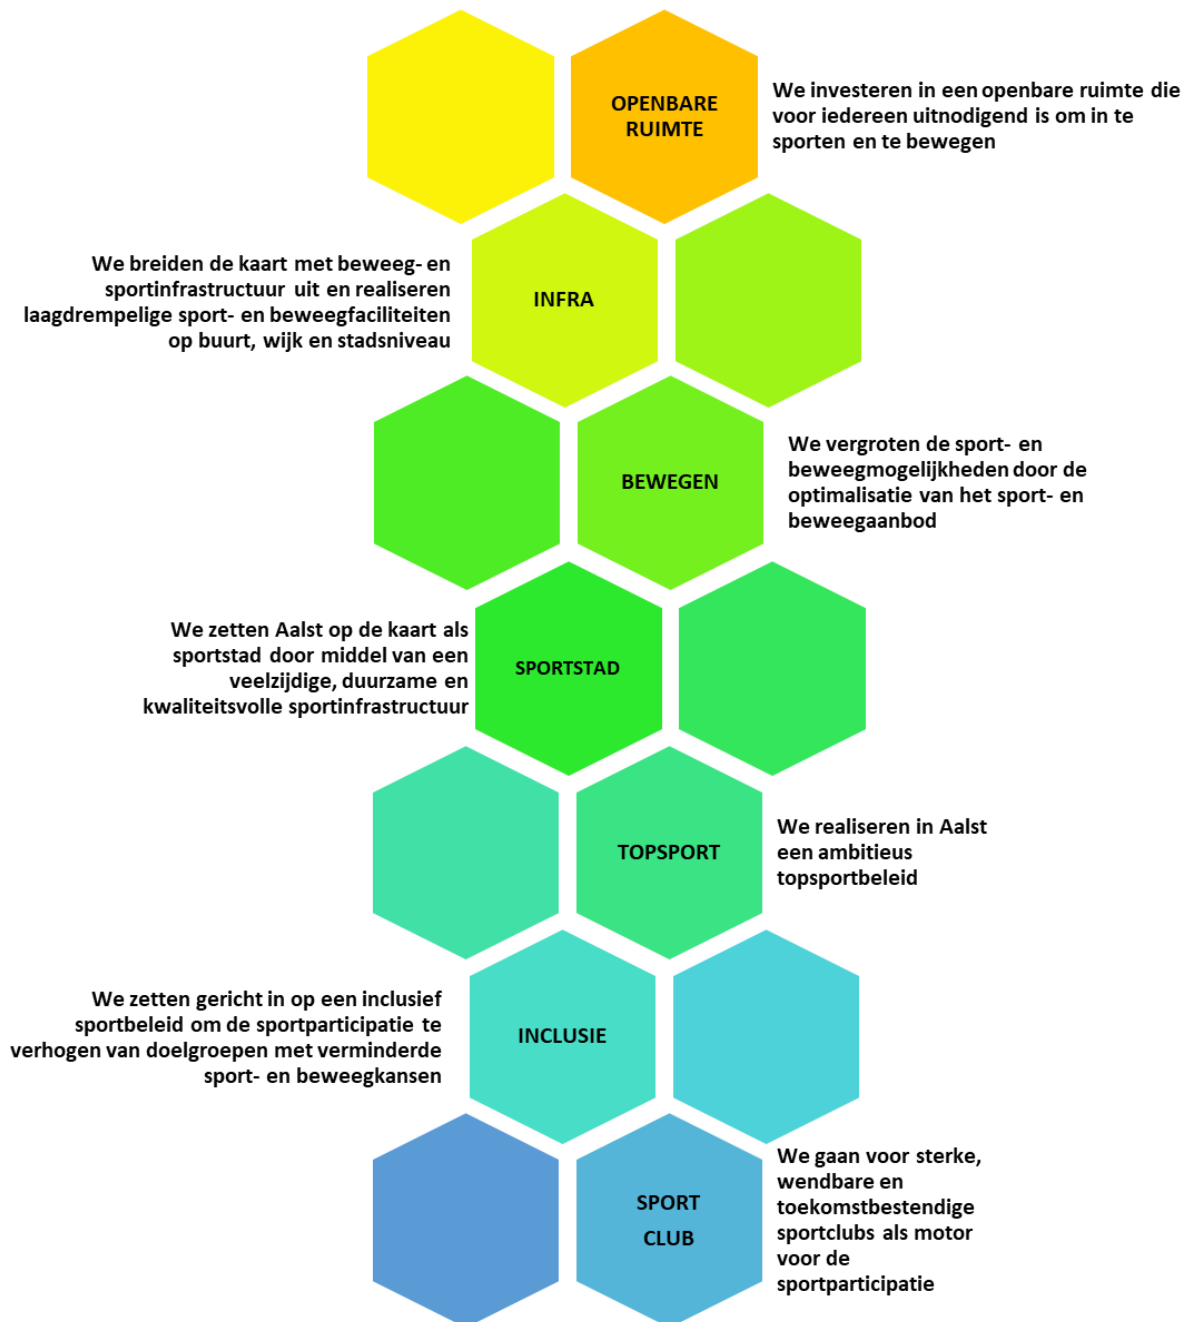 OPENBARE
RUIMTE
We investeren in een openbare ruimte die
voor iedereen uitnodigend is om in te
sporten en te bewegen
We breiden de kaart met beweeg- en
sportinfrastructuur uit en realiseren
laagdrempelige sport- en beweegfaciliteiten
op buurt, wijk en stadsniveau
INFRA
BEWEGEN
We vergroten de sport- en
beweegmogelijkheden door de
optimalisatie van het sport- en
beweegaanbod
We zetten Aalst op de kaart als
sportstad door middel van een
veelzijdige, duurzame en
kwaliteitsvolle sportinfrastructuur
SPORTSTAD
TOPSPORT
We realiseren in Aalst
een ambitieus
topsportbeleid
We zetten gericht in op een inclusief
sportbeleid om de sportparticipatie te
verhogen van doelgroepen met verminderde
sport- en beweegkansen
INCLUSIE
SPORT
CLUB
We gaan voor sterke,
wendbare en
toekomstbestendige
sportclubs als motor
voor de
sportparticipatie